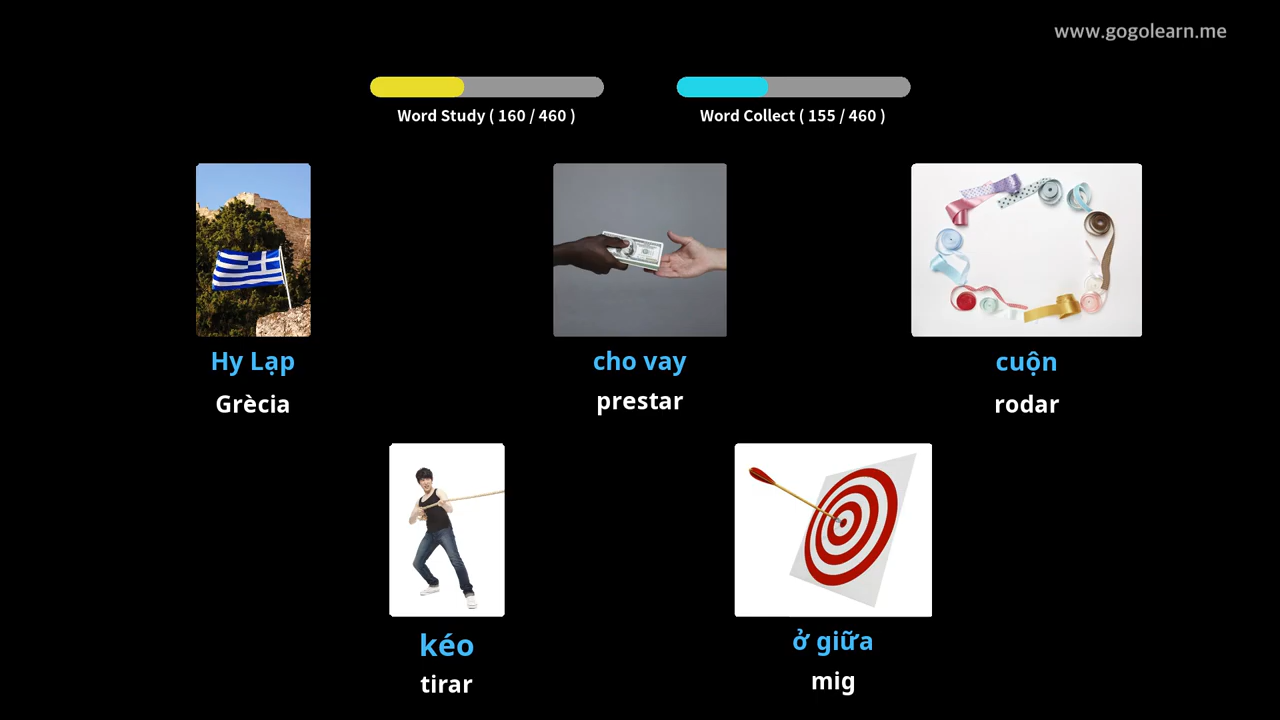 www.gogolearn.me
Word Study ( 160 / 460 )
Word Collect ( 155 / 460 )
Hy Lạp
Grècia
cho vay
prestar
cuộn
rodar
kéo
tirar
ở giữa
mig